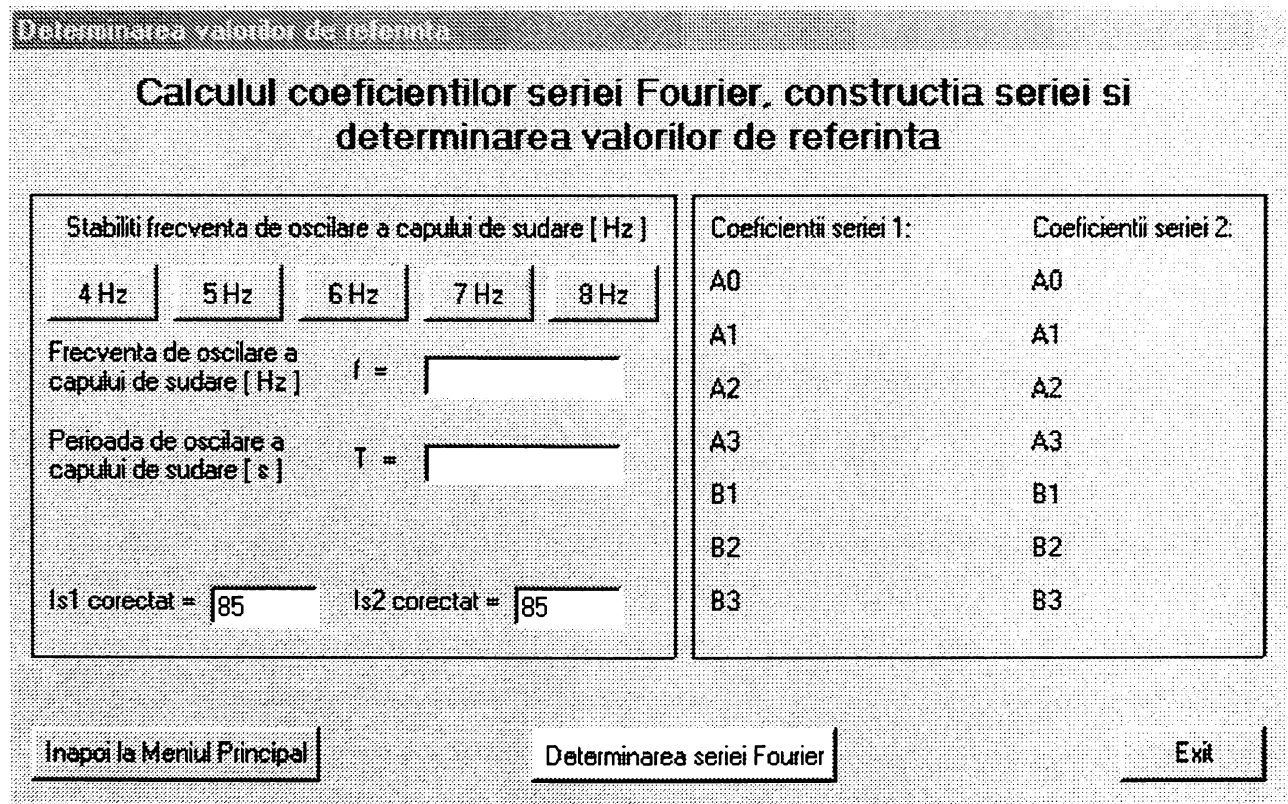 Determinarea valorilor de referinta
Calculul coeficientilor seriei Fourier, constructia seriei si
determinarea valorilor de referinta
Stabiliti frecventa de oscilare a capului de sudare [ Hz ]
4 Hz 5 Hz 6 Hz 7 Hz 8 Hz
Frecventa de oscilare a
capului de sudare [ Hz ]
f =
Perioada de oscilare a
capului de sudare [ s ]
T =
Is1 corectat = 85 Is2 corectat = 85
Coeficientii seriei 1: Coeficientii seriei 2:
A0 A0
A1 A1
A2 A2
A3 A3
B1 B1
B2 B2
B3 B3
Inapoi la Meniul Principal Determinarea seriei Fourier Exit